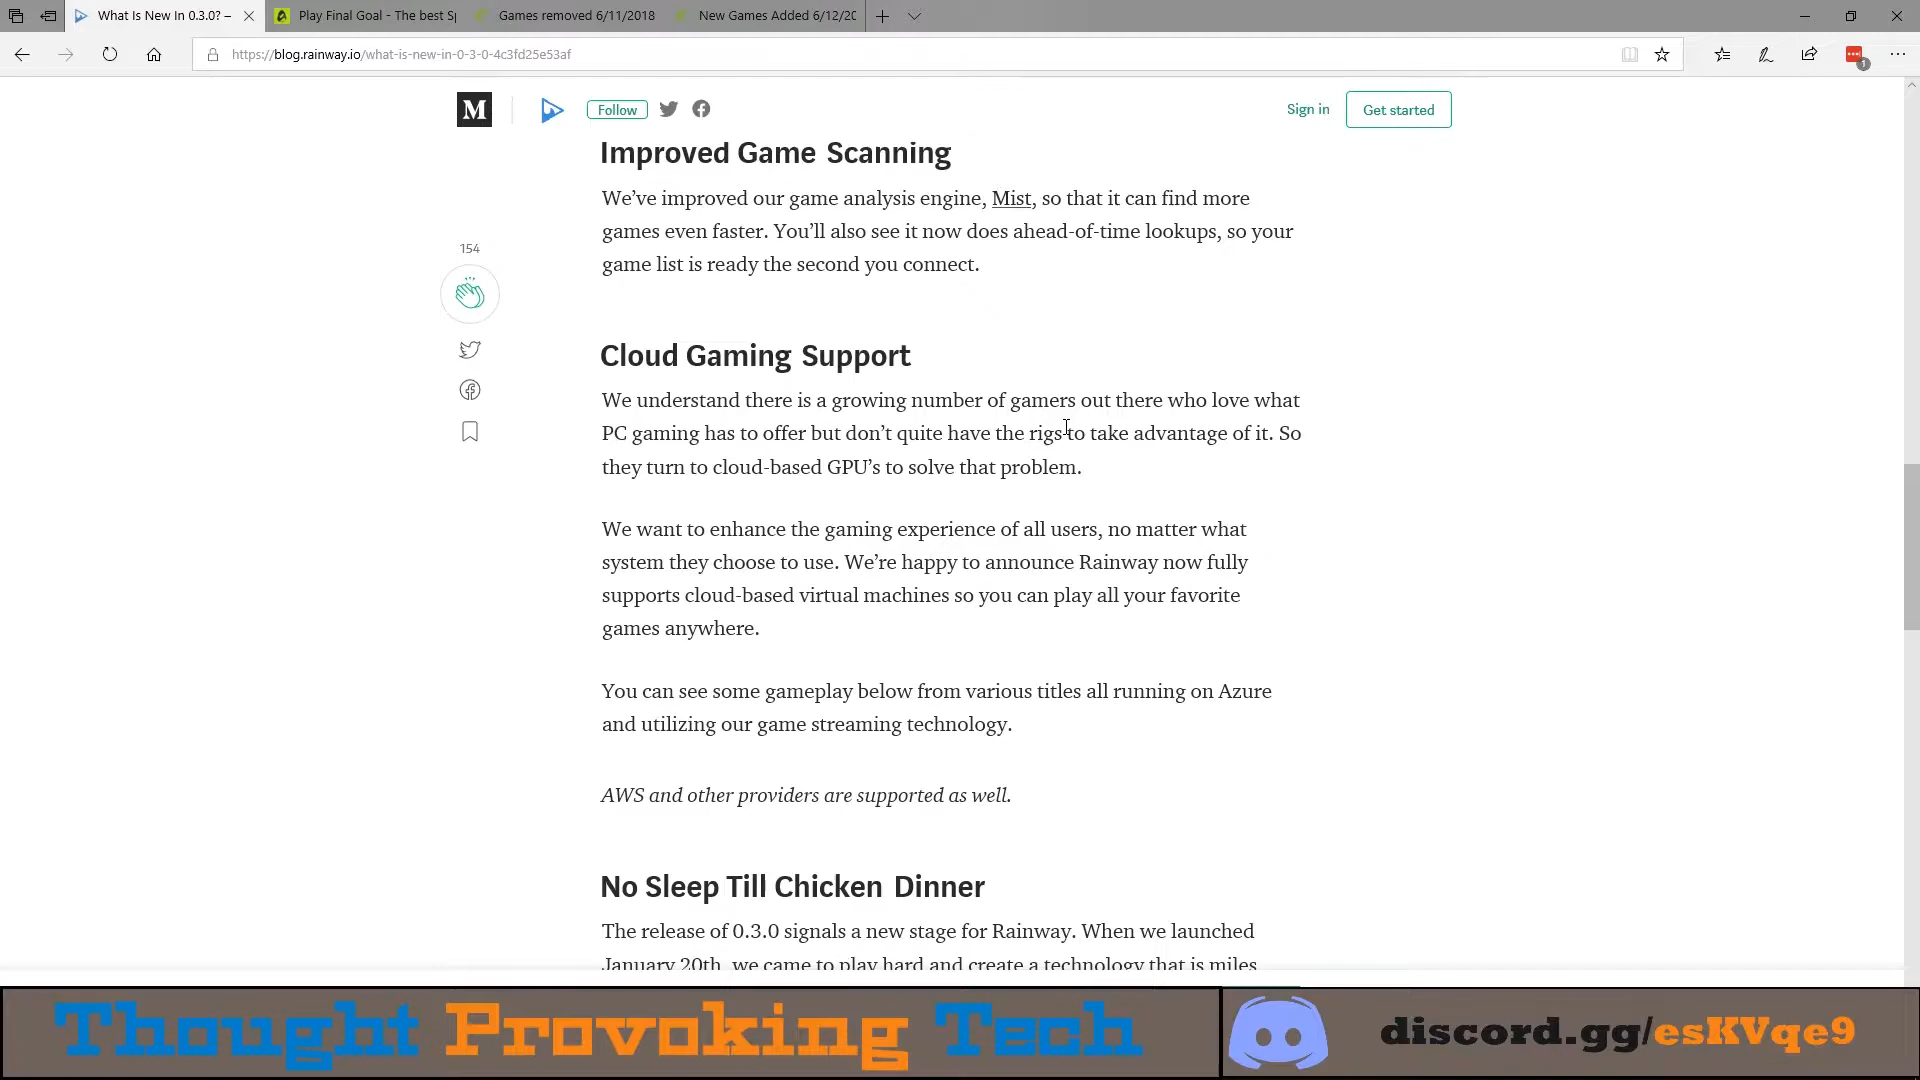 What Is New In 0.3.0? –
Play Final Goal - The best Sp
Games removed 6/11/2018
New Games Added 6/12/20
https://blog.rainway.io/what-is-new-in-0-3-0-4c3fd25e53af
1
M
Follow
Sign in
Get started
Improved Game Scanning
We’ve improved our game analysis engine, Mist, so that it can find more
games even faster. You’ll also see it now does ahead-of-time lookups, so your
game list is ready the second you connect.
154
Cloud Gaming Support
We understand there is a growing number of gamers out there who love what
PC gaming has to offer but don’t quite have the rigs to take advantage of it. So
they turn to cloud-based GPU’s to solve that problem.
We want to enhance the gaming experience of all users, no matter what
system they choose to use. We’re happy to announce Rainway now fully
supports cloud-based virtual machines so you can play all your favorite
games anywhere.
You can see some gameplay below from various titles all running on Azure
and utilizing our game streaming technology.
AWS and other providers are supported as well.
No Sleep Till Chicken Dinner
The release of 0.3.0 signals a new stage for Rainway. When we launched
January 20th, we came to play hard and create a technology that is miles
Thought Provoking Tech
discord.gg/esKVqe9